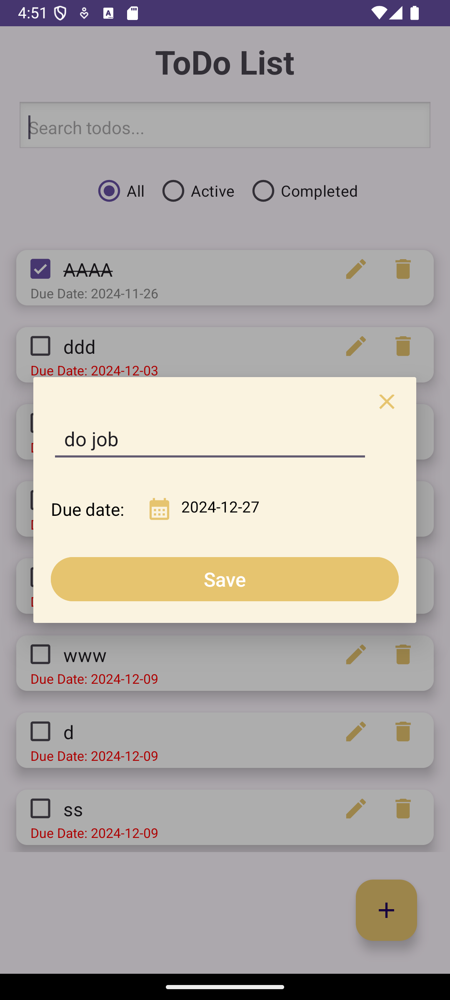 4:51
ToDo List
Search todos...
All Active Completed
AAAA
Due Date: 2024-11-26
ddd
Due Date: 2024-12-03
do job
Due date: 2024-12-27
Save
www
Due Date: 2024-12-09
d
Due Date: 2024-12-09
ss
Due Date: 2024-12-09